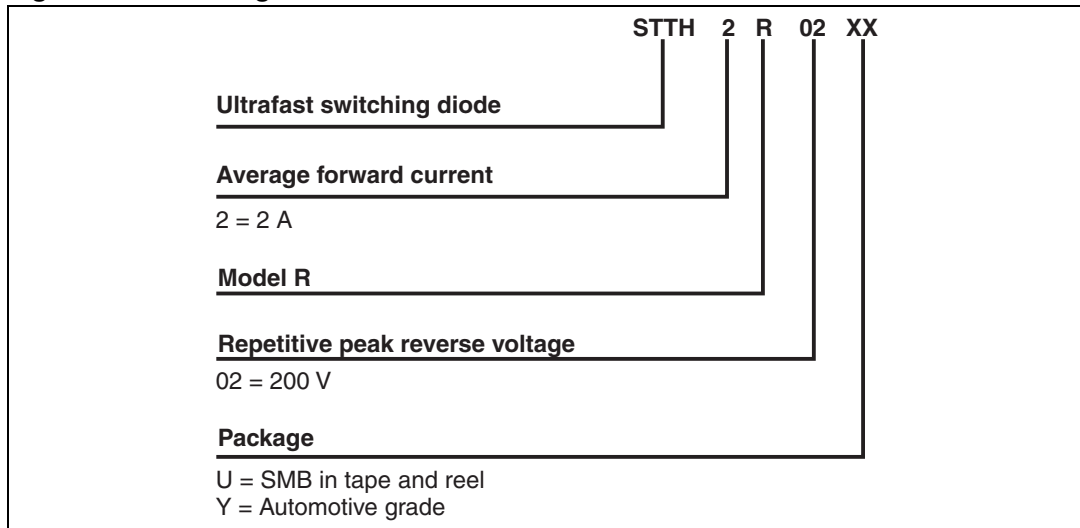 STTH 2 R 02 XX
Ultrafast switching diode
Average forward current
2 = 2 A
Model R
Repetitive peak reverse voltage
02 = 200 V
Package
U = SMB in tape and reel
Y = Automotive grade